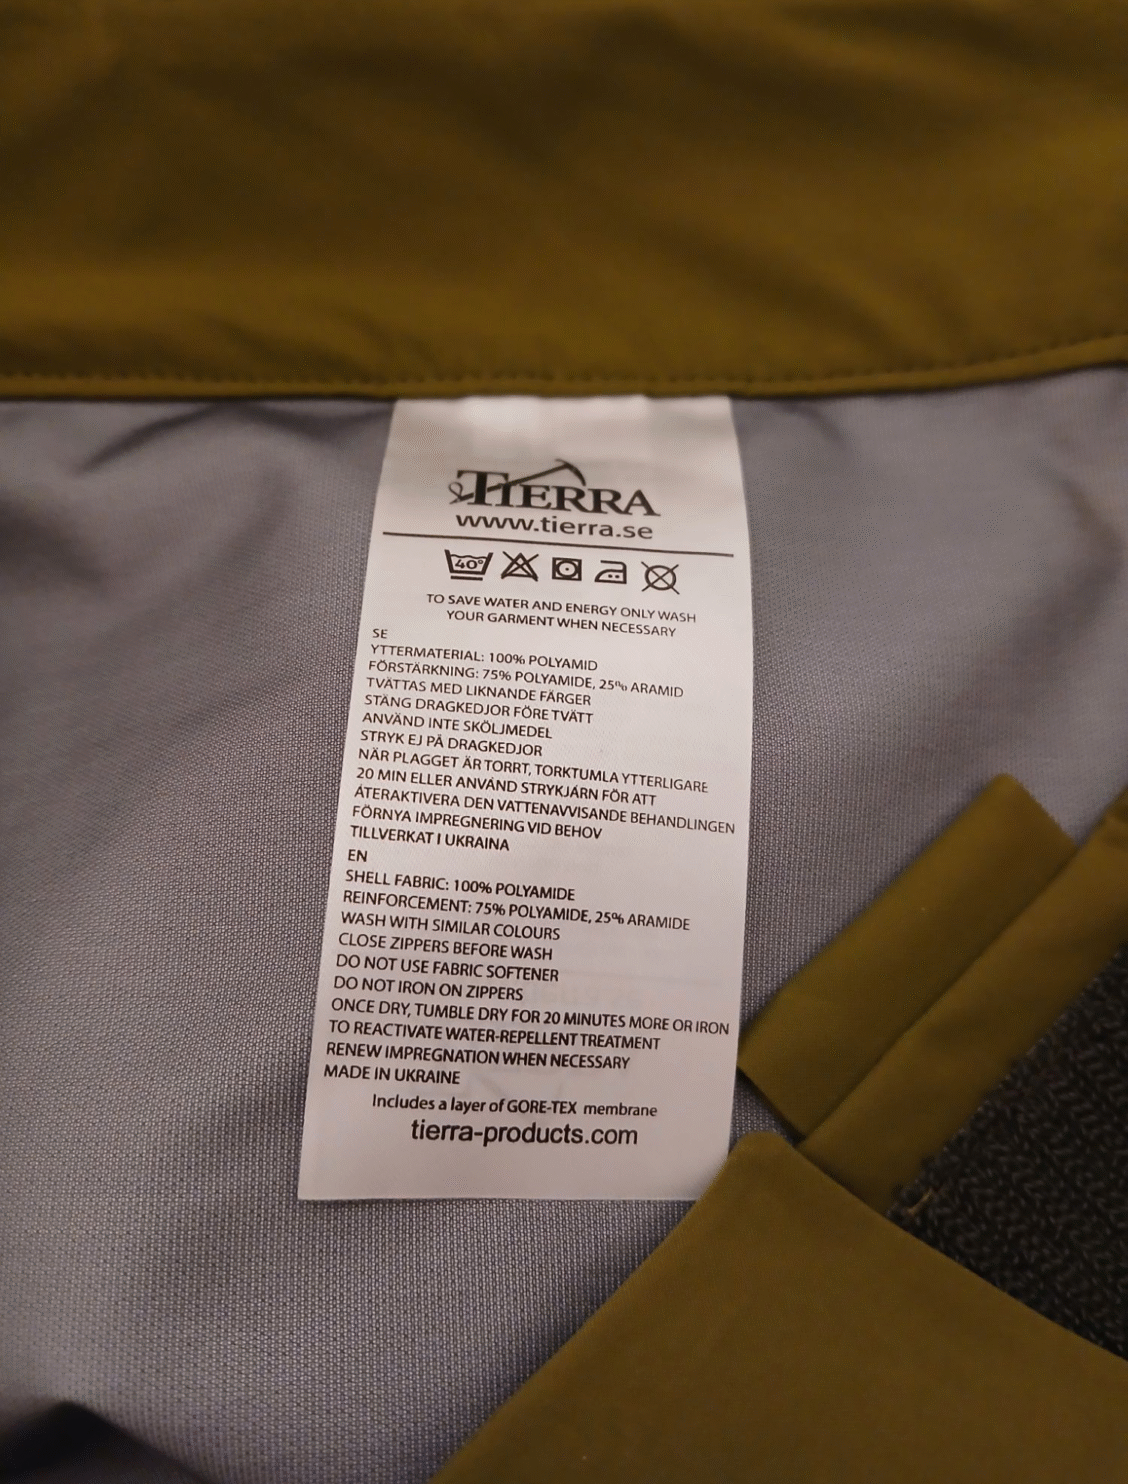 TIERRA
www.tierra.se
40°
TO SAVE WATER AND ENERGY ONLY WASH
YOUR GARMENT WHEN NECESSARY
SE
YTTERMATERIAL: 100% POLYAMID
FÖRSTÄRKNING: 75% POLYAMIDE, 25% ARAMID
TVÄTTAS MED LIKNANDE FÄRGER
STÄNG DRAGKEDJOR FÖRE TVÄTT
ANVÄND INTE SKÖLJMEDEL
STRYK EJ PÅ DRAGKEDJOR
NÄR PLAGGET ÄR TORRT, TORKTUMLA YTTERLIGARE
20 MIN ELLER ANVÄND STRYKJÄRN FÖR ATT
ÅTERAKTIVERA DEN VATTENAVVISANDE BEHANDLINGEN
FÖRNYA IMPREGNERING VID BEHOV
TILLVERKAT I UKRAINA
EN
SHELL FABRIC: 100% POLYAMIDE
REINFORCEMENT: 75% POLYAMIDE, 25% ARAMIDE
WASH WITH SIMILAR COLOURS
CLOSE ZIPPERS BEFORE WASH
DO NOT USE FABRIC SOFTENER
DO NOT IRON ON ZIPPERS
ONCE DRY, TUMBLE DRY FOR 20 MINUTES MORE OR IRON
TO REACTIVATE WATER-REPELLENT TREATMENT
RENEW IMPREGNATION WHEN NECESSARY
MADE IN UKRAINE
Includes a layer of GORE-TEX membrane
tierra-products.com